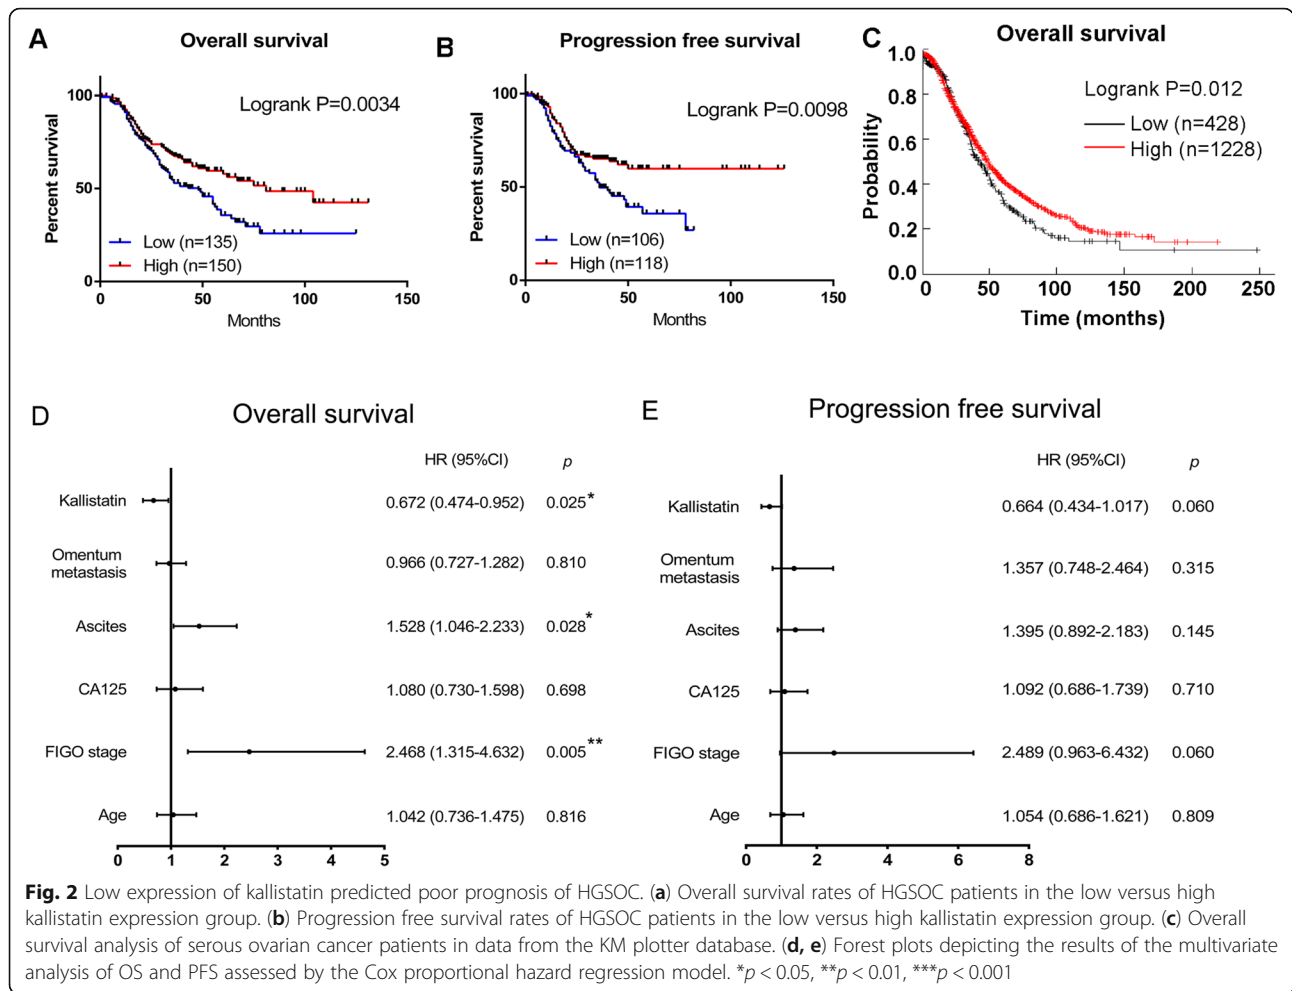 A
Overall survival
Logrank P=0.0034
Percent survival
100
50
0
Low (n=135)
High (n=150)
0 50 100 150
Months
B
Progression free survival
Logrank P=0.0098
Percent survival
100
50
0
Low (n=106)
High (n=118)
0 50 100 150
Months
C
Overall survival
Logrank P=0.012
Low (n=428)
High (n=1228)
Probability
1.0
0.8
0.6
0.4
0.2
0.0
0 50 100 150 200 250
Time (months)
D
Overall survival
HR (95%CI) p
Kallistatin 0.672 (0.474-0.952) 0.025*
Omentum
metastasis 0.966 (0.727-1.282) 0.810
Ascites 1.528 (1.046-2.233) 0.028*
CA125 1.080 (0.730-1.598) 0.698
FIGO stage 2.468 (1.315-4.632) 0.005**
Age 1.042 (0.736-1.475) 0.816
0 1 2 3 4 5
E
Progression free survival
HR (95%CI) p
Kallistatin 0.664 (0.434-1.017) 0.060
Omentum
metastasis 1.357 (0.748-2.464) 0.315
Ascites 1.395 (0.892-2.183) 0.145
CA125 1.092 (0.686-1.739) 0.710
FIGO stage 2.489 (0.963-6.432) 0.060
Age 1.054 (0.686-1.621) 0.809
0 2 4 6 8
Fig. 2 Low expression of kallistatin predicted poor prognosis of HGSOC. (a) Overall survival rates of HGSOC patients in the low versus high
kallistatin expression group. (b) Progression free survival rates of HGSOC patients in the low versus high kallistatin expression group. (c) Overall
survival analysis of serous ovarian cancer patients in data from the KM plotter database. (d, e) Forest plots depicting the results of the multivariate
analysis of OS and PFS assessed by the Cox proportional hazard regression model. *p < 0.05, **p < 0.01, ***p < 0.001